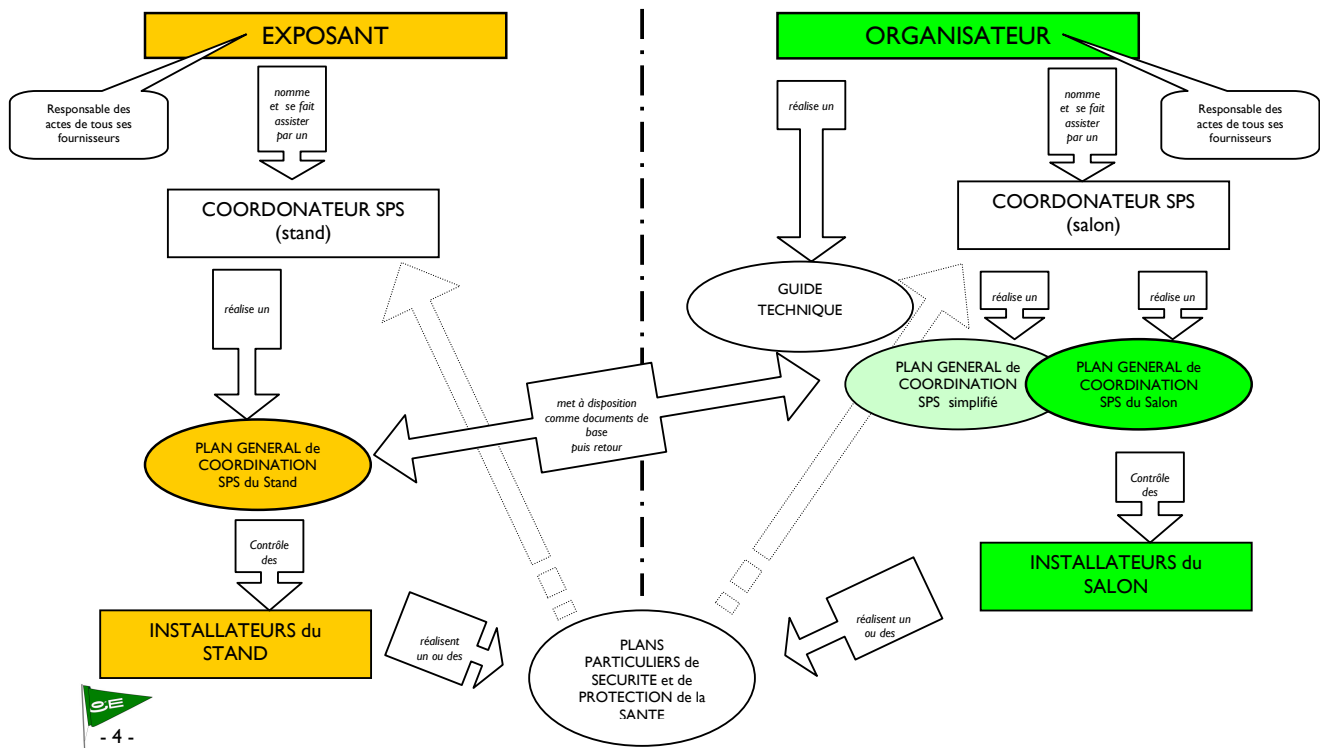 EXPOSANT
ORGANISATEUR
Responsable des
actes de tous ses
fournisseurs
nomme
et se fait
assister
par un
réalise un
nomme
et se fait
assister
par un
Responsable des
actes de tous ses
fournisseurs
COORDONATEUR SPS
(stand)
COORDONATEUR SPS
(salon)
réalise un
GUIDE
TECHNIQUE
réalise un
réalise un
PLAN GENERAL de
COORDINATION
SPS simplifié
PLAN GENERAL de
COORDINATION
SPS du Salon
met à disposition
comme documents de
base
puis retour
PLAN GENERAL de
COORDINATION
SPS du Stand
Contrôle
des
Contrôle
des
INSTALLATEURS du
SALON
INSTALLATEURS du
STAND
réalisent
un ou des
réalisent un
ou des
PLANS
PARTICULIERS de
SECURITE et de
PROTECTION de la
SANTE
- 4 -